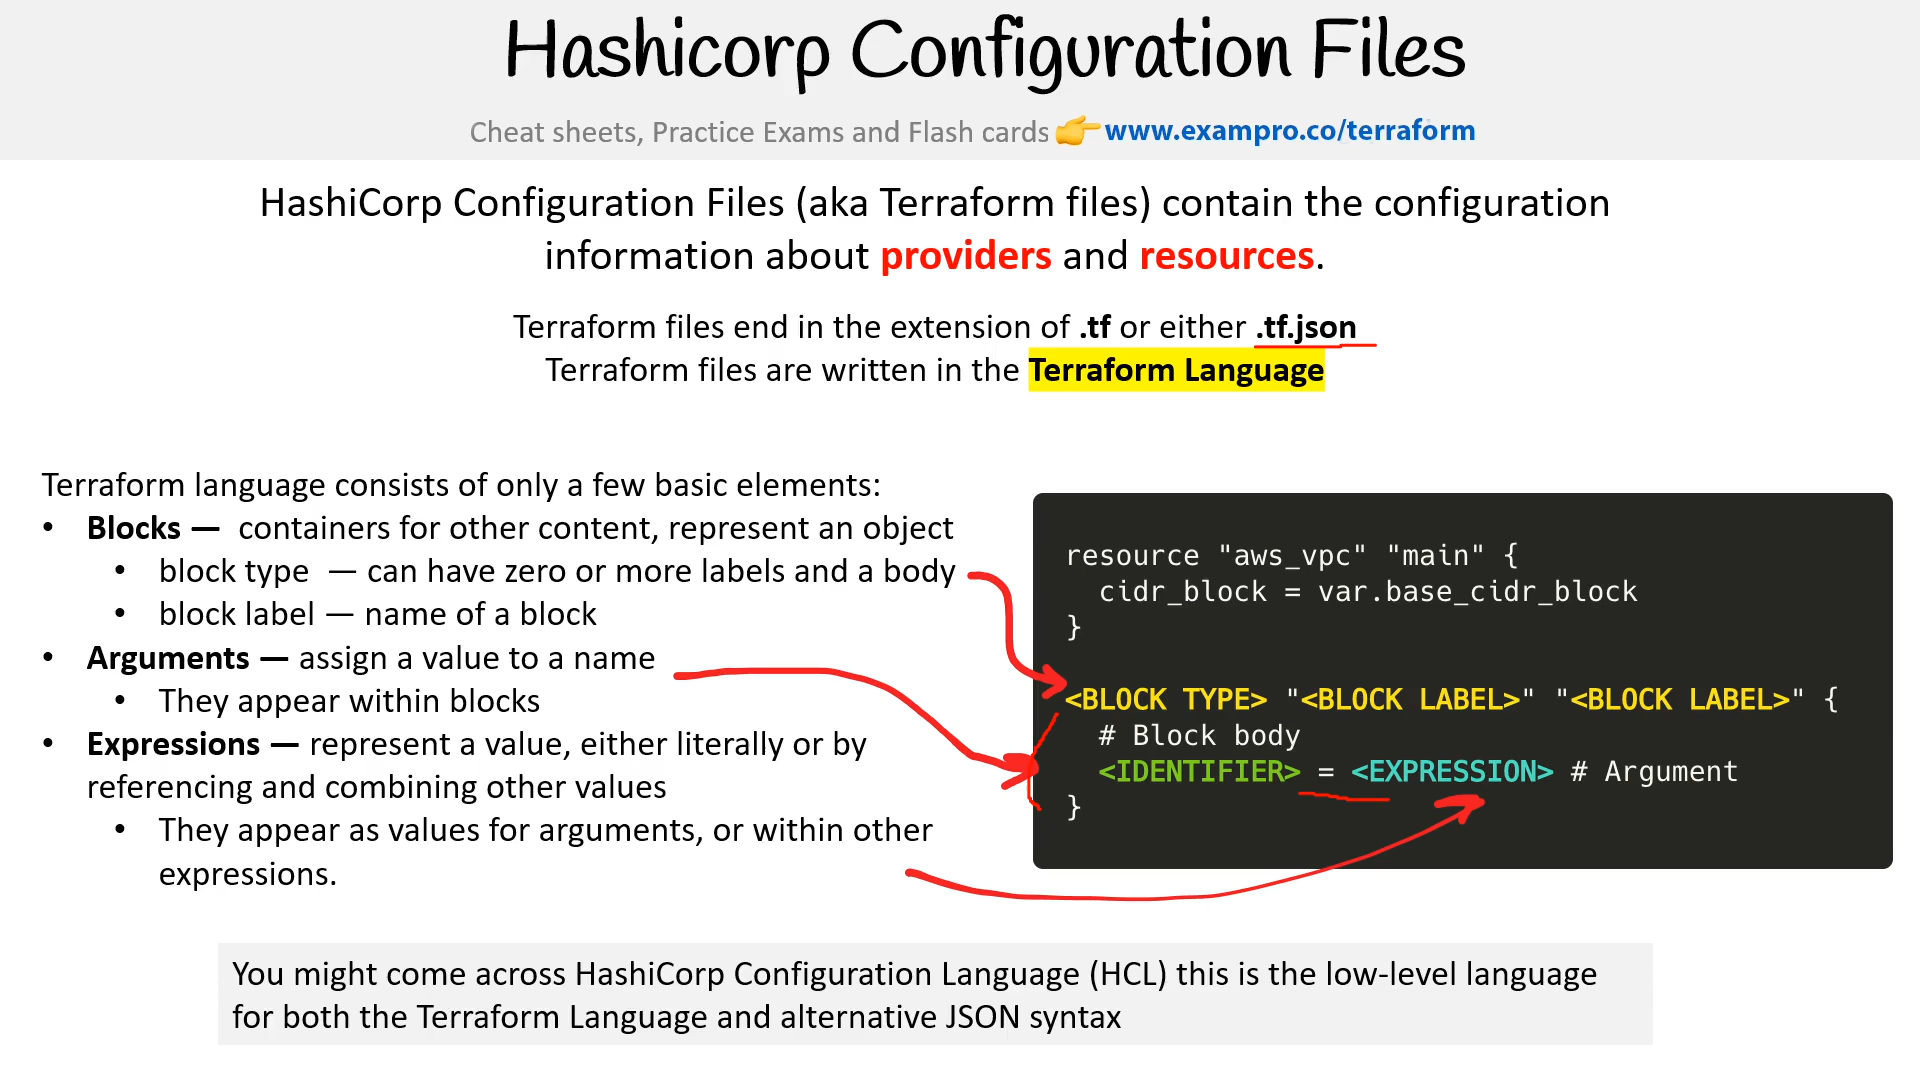 Hashicorp Configuration Files
Cheat sheets, Practice Exams and Flash cards 👉 www.exampro.co/terraform
HashiCorp Configuration Files (aka Terraform files) contain the configuration
information about providers and resources.
Terraform files end in the extension of .tf or either .tf.json
Terraform files are written in the Terraform Language
Terraform language consists of only a few basic elements:
• Blocks — containers for other content, represent an object
• block type — can have zero or more labels and a body
• block label — name of a block
• Arguments — assign a value to a name
• They appear within blocks
• Expressions — represent a value, either literally or by
referencing and combining other values
• They appear as values for arguments, or within other
expressions.
resource "aws_vpc" "main" {
  cidr_block = var.base_cidr_block
}
<BLOCK TYPE> "<BLOCK LABEL>" "<BLOCK LABEL>" {
  # Block body
  <IDENTIFIER> = <EXPRESSION> # Argument
}
You might come across HashiCorp Configuration Language (HCL) this is the low-level language
for both the Terraform Language and alternative JSON syntax